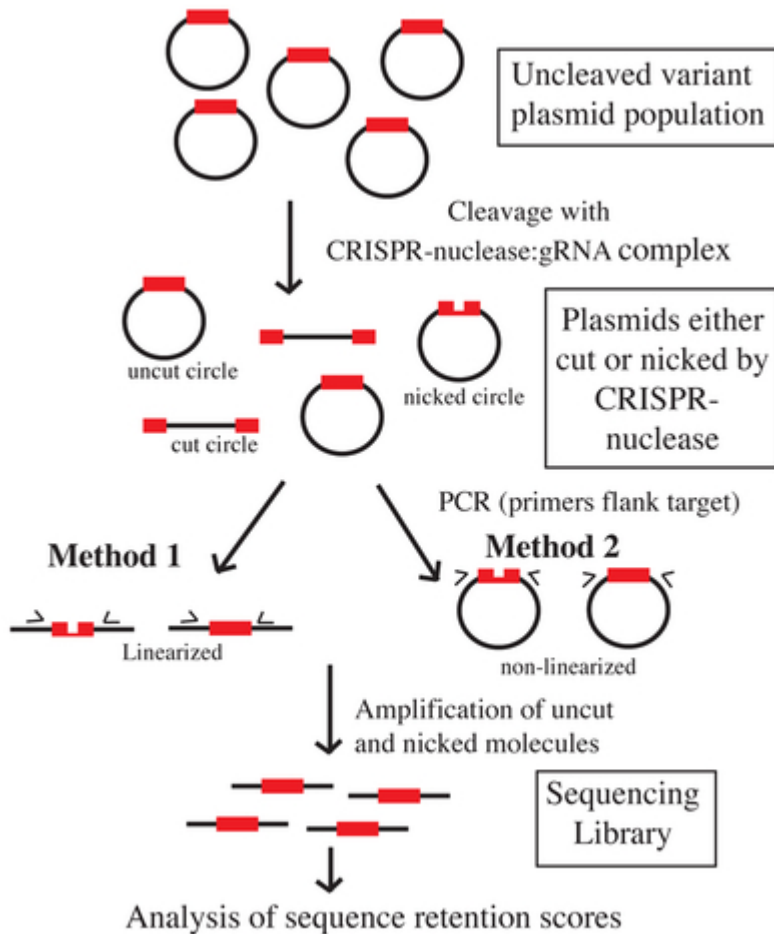 Uncleaved variant
plasmid population
Cleavage with
CRISPR-nuclease:gRNA complex
uncut circle
nicked circle
cut circle
Plasmids either
cut or nicked by
CRISPR-
nuclease
PCR (primers flank target)
Method 1
Method 2
Linearized
non-linearized
Amplification of uncut
and nicked molecules
Sequencing
Library
Analysis of sequence retention scores